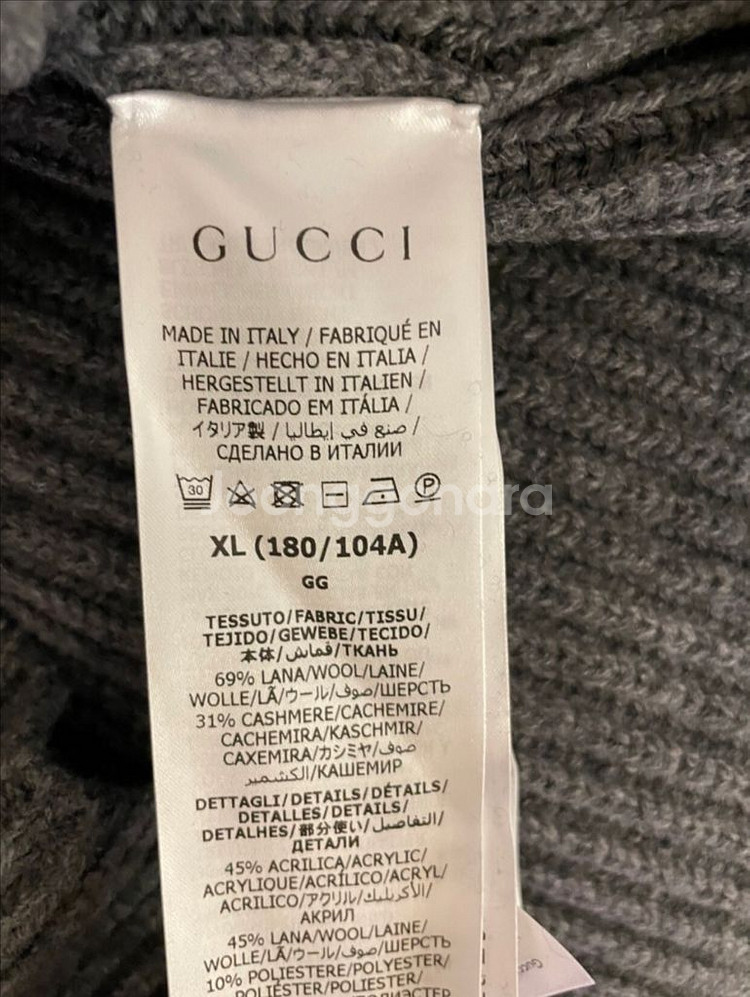 GUCCI
MADE IN ITALY / FABRIQUÉ EN
ITALIE / HECHO EN ITALIA /
HERGESTELLT IN ITALIEN /
FABRICADO EM ITÁLIA /
イタリア製 / صنع في إيطاليا /
СДЕЛАНО В ИТАЛИИ
30
P
XL (180/104A)
GG
TESSUTO/FABRIC/TISSU/
TEJIDO/GEWEBE/TECIDO/
本体/قماش/ТКАНЬ
69% LANA/WOOL/LAINE/
WOLLE/LÃ/ウール/صوف/ШЕРСТЬ
31% CASHMERE/CACHEMIRE/
CACHEMIRA/KASCHMIR/
CAXEMIRA/カシミヤ/صوف
الكشمير/КАШЕМИР
DETTAGLI/DETAILS/DÉTAILS/
DETALLES/DETAILS/
DETALHES/部分使い/التفاصيل/
ДЕТАЛИ
45% ACRILICA/ACRYLIC/
ACRYLIQUE/ACRÍLICO/ACRYL/
ACRILICO/アクリル/الأكريليك/
АКРИЛ
45% LANA/WOOL/LAINE/
WOLLE/LÃ/ウール/صوف/ШЕРСТЬ
10% POLIESTERE/POLYESTER/
POLIÉSTER/POLYESTER/